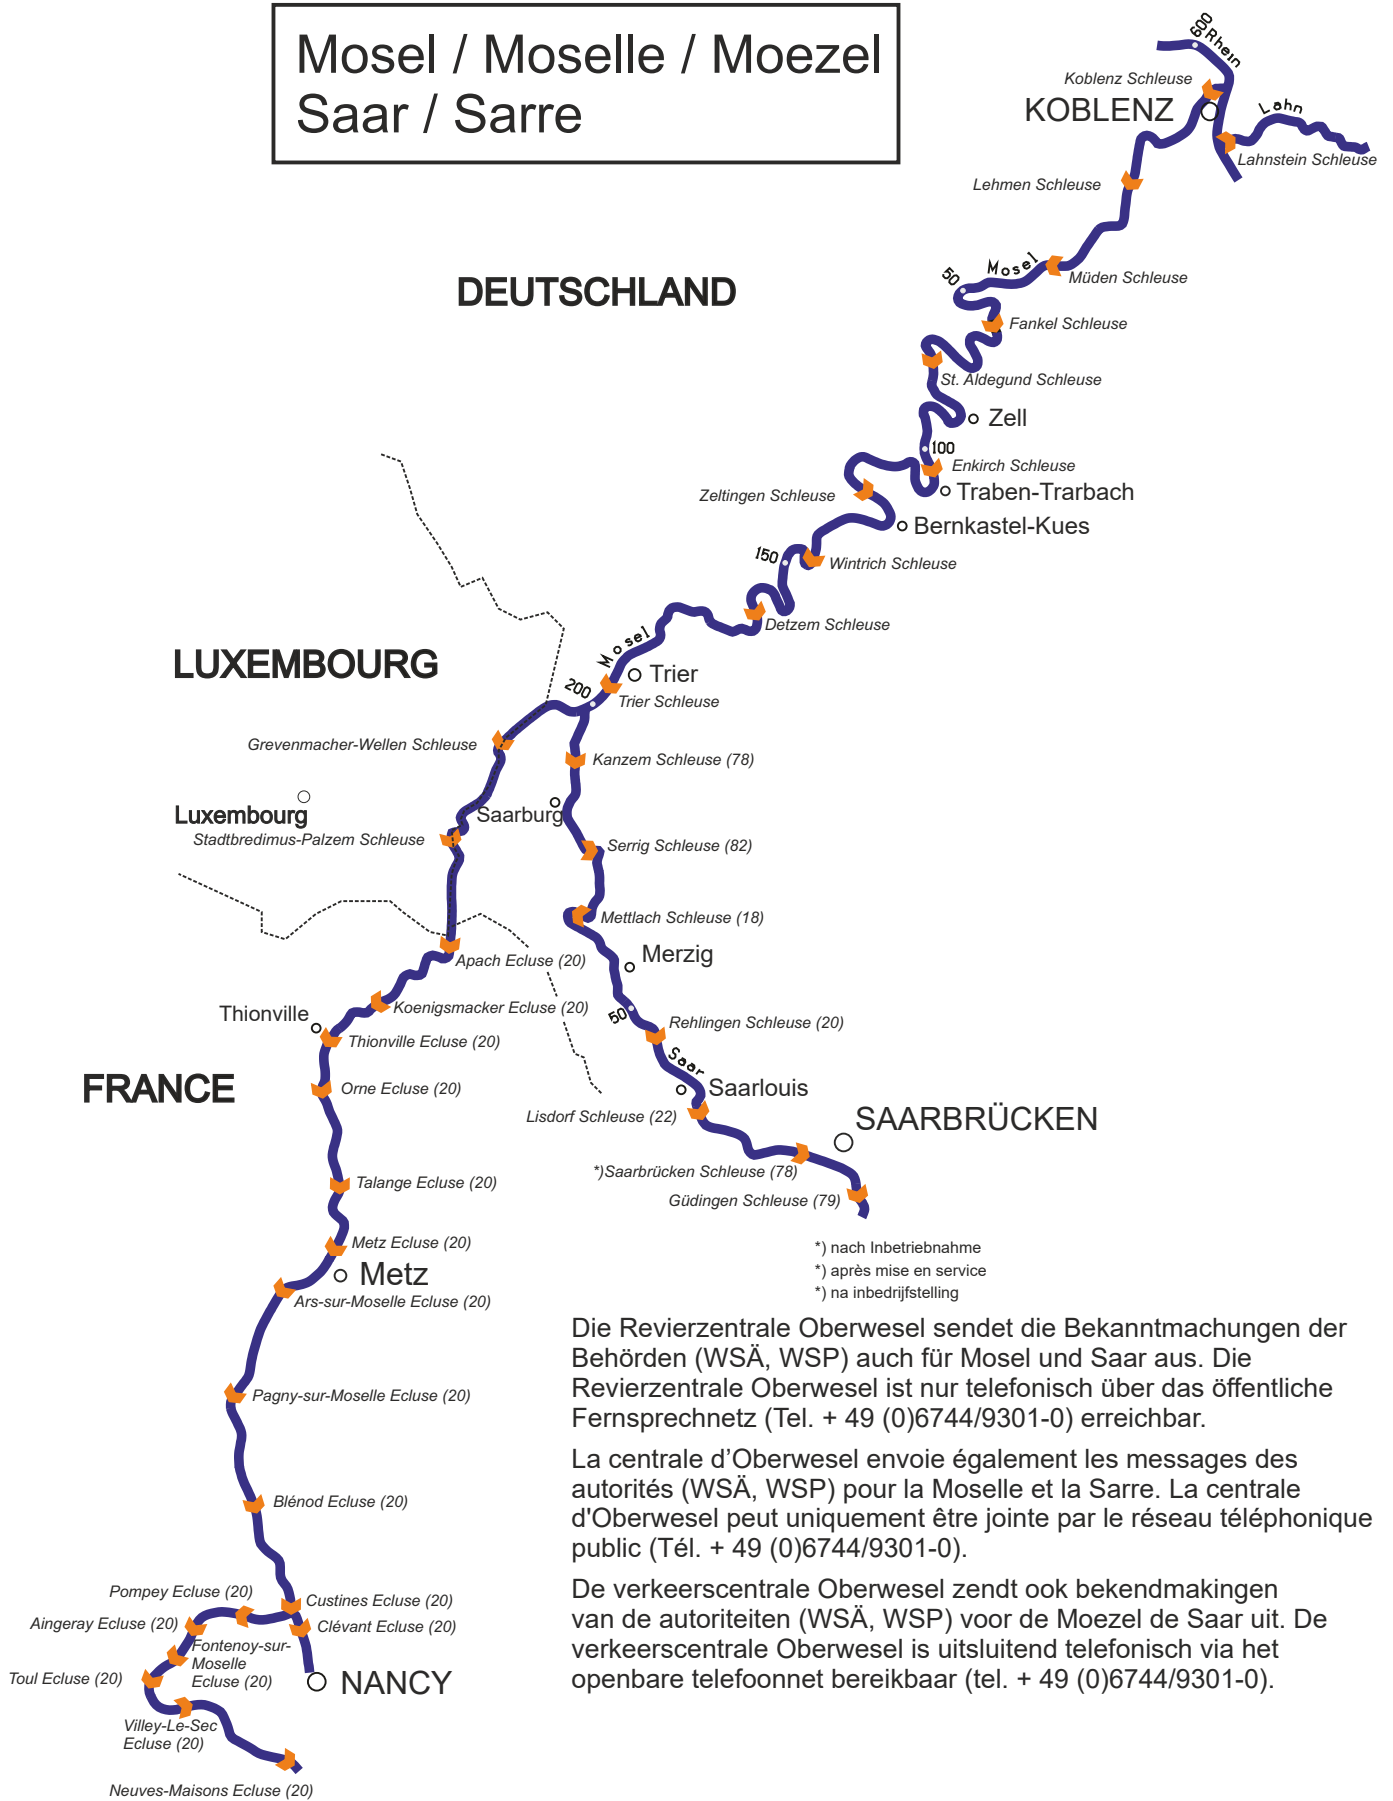 Mosel / Moselle / Moezel
Saar / Sarre
600
Rhein
Koblenz Schleuse
KOBLENZ
Lahn
Lahnstein Schleuse
Lehmen Schleuse
Mosel
50
Müden Schleuse
DEUTSCHLAND
Fankel Schleuse
St. Aldegund Schleuse
Zell
100
Enkirch Schleuse
Zeltingen Schleuse
Traben-Trarbach
Bernkastel-Kues
150
Wintrich Schleuse
Detzem Schleuse
Mosel
LUXEMBOURG
Trier
200
Trier Schleuse
Grevenmacher-Wellen Schleuse
Kanzem Schleuse (78)
Luxembourg
Saarburg
Stadtbredimus-Palzem Schleuse
Serrig Schleuse (82)
Mettlach Schleuse (18)
Merzig
Apach Ecluse (20)
Koenigsmacker Ecluse (20)
Thionville
50
Rehlingen Schleuse (20)
Thionville Ecluse (20)
Saar
FRANCE
Orne Ecluse (20)
Saarlouis
Lisdorf Schleuse (22)
SAARBRÜCKEN
*)Saarbrücken Schleuse (78)
Talange Ecluse (20)
Güdingen Schleuse (79)
Metz Ecluse (20)
Metz
Ars-sur-Moselle Ecluse (20)
*) nach Inbetriebnahme
*) après mise en service
*) na inbedrijfstelling
Die Revierzentrale Oberwesel sendet die Bekanntmachungen der
Behörden (WSÄ, WSP) auch für Mosel und Saar aus. Die
Revierzentrale Oberwesel ist nur telefonisch über das öffentliche
Fernsprechnetz (Tel. + 49 (0)6744/9301-0) erreichbar.
La centrale d’Oberwesel envoie également les messages des
autorités (WSÄ, WSP) pour la Moselle et la Sarre. La centrale
d'Oberwesel peut uniquement être jointe par le réseau téléphonique
public (Tél. + 49 (0)6744/9301-0).
De verkeerscentrale Oberwesel zendt ook bekendmakingen
van de autoriteiten (WSÄ, WSP) voor de Moezel de Saar uit. De
verkeerscentrale Oberwesel is uitsluitend telefonisch via het
openbare telefoonnet bereikbaar (tel. + 49 (0)6744/9301-0).
Pagny-sur-Moselle Ecluse (20)
Blénod Ecluse (20)
Pompey Ecluse (20)
Custines Ecluse (20)
Aingeray Ecluse (20)
Clévant Ecluse (20)
Fontenoy-sur-
Moselle
Ecluse (20)
Toul Ecluse (20)
NANCY
Villey-Le-Sec
Ecluse (20)
Neuves-Maisons Ecluse (20)